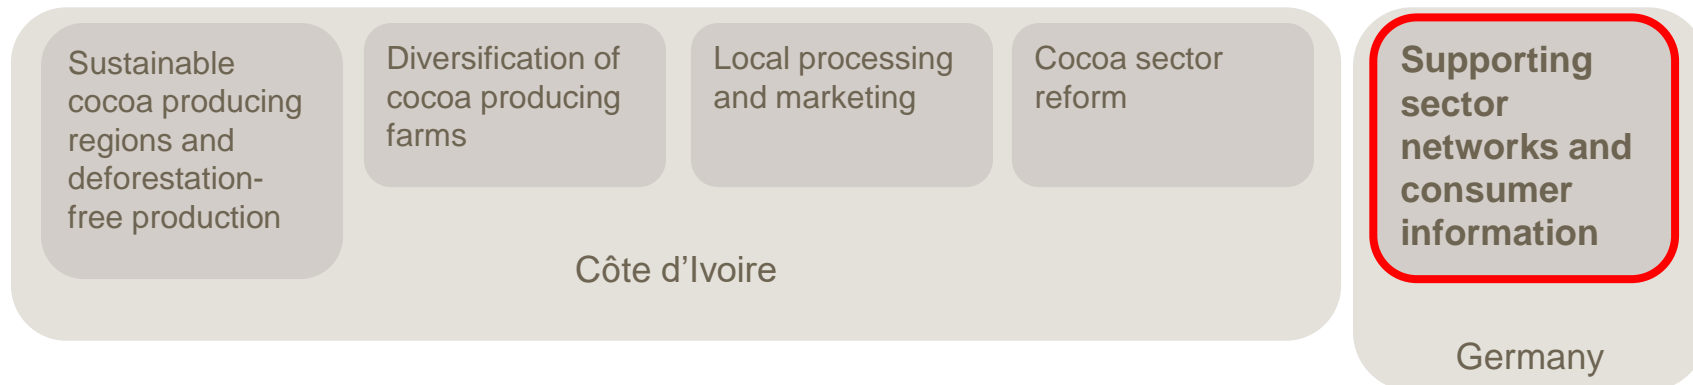 Sustainable
cocoa producing
regions and
deforestation-
free production
Diversification of
cocoa producing
farms
Local processing
and marketing
Cocoa sector
reform
Côte d’Ivoire
Supporting
sector
networks and
consumer
information
Germany